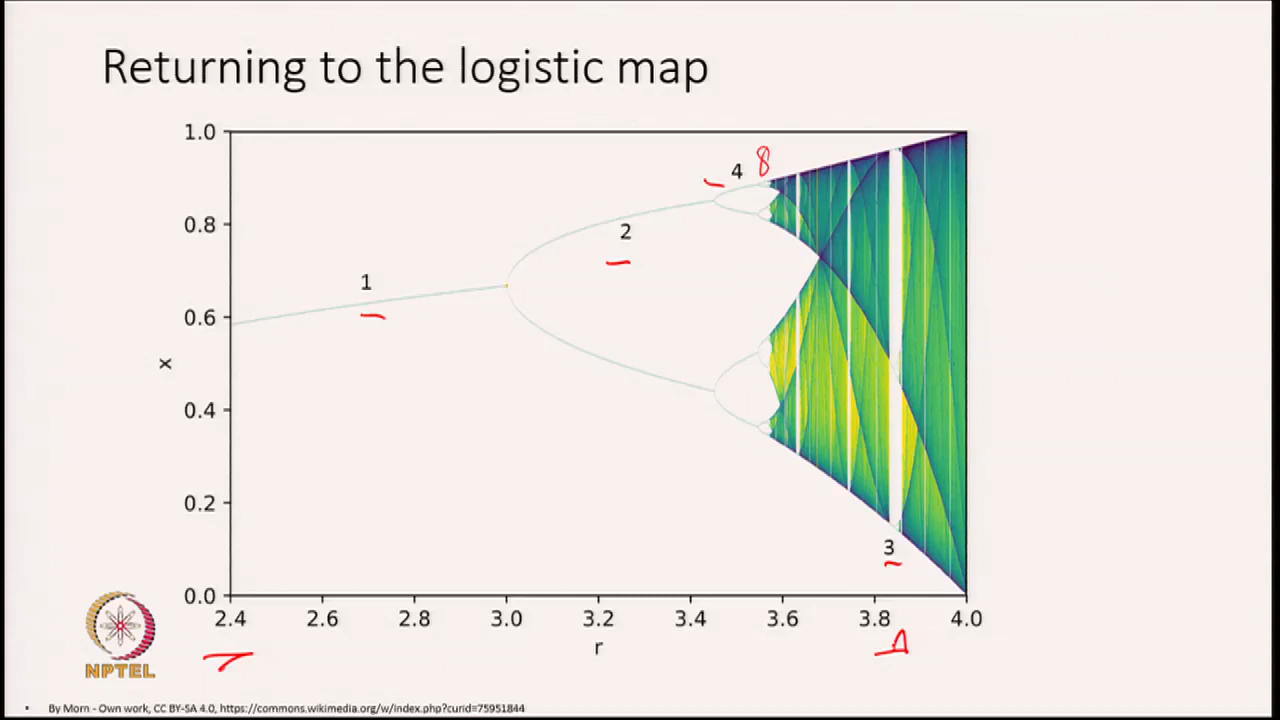 Returning to the logistic map
1.0
0.8
0.6
0.4
0.2
0.0
x
1
2
4
8
3
2.4 2.6 2.8 3.0 3.2 3.4 3.6 3.8 4.0
r
NPTEL
• By Morn - Own work, CC BY-SA 4.0, https://commons.wikimedia.org/w/index.php?curid=75951844